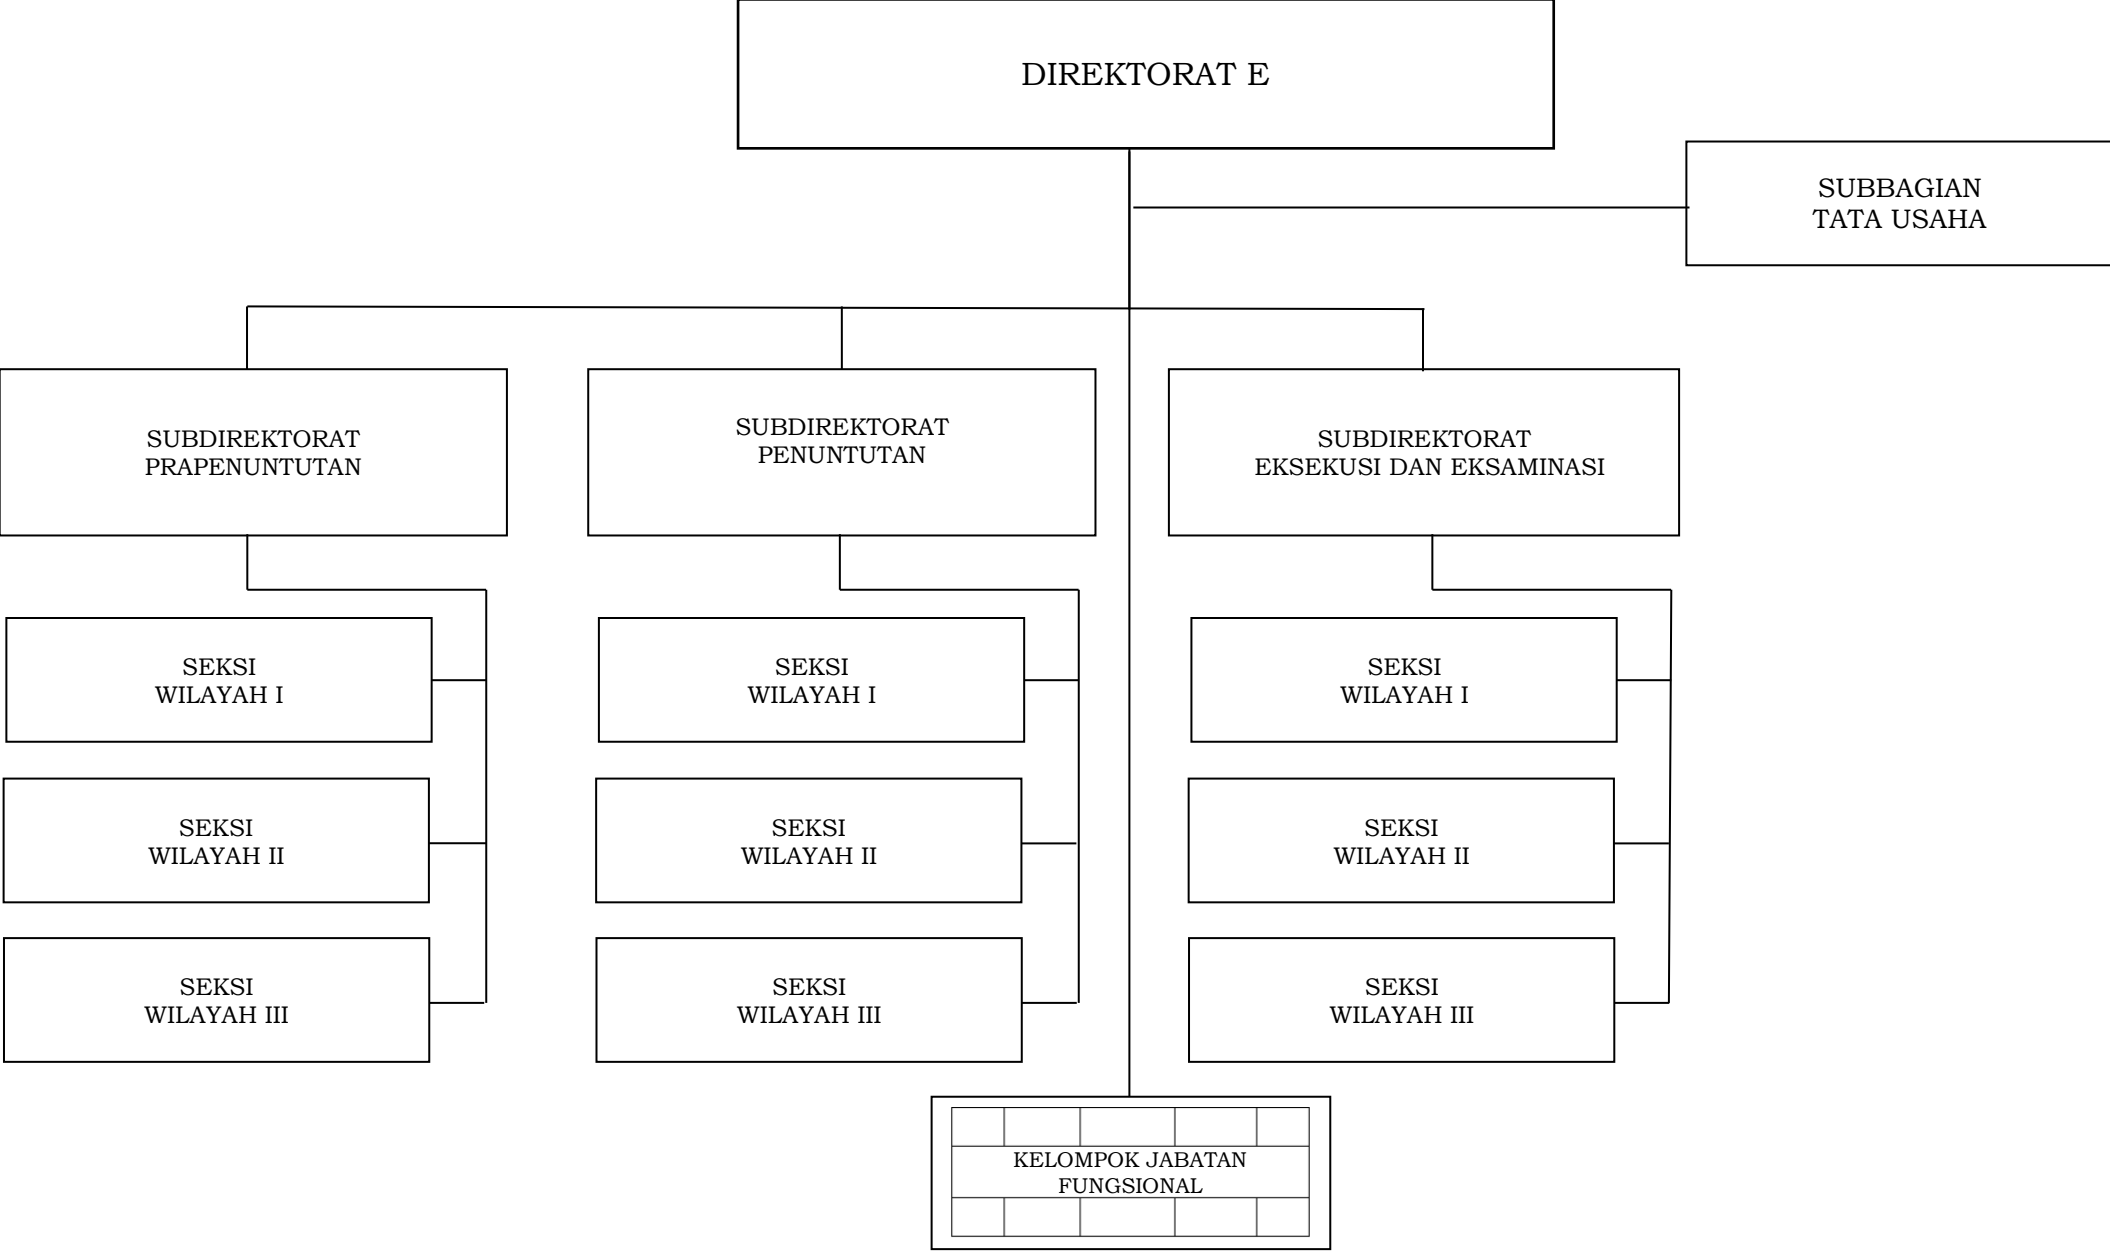 DIREKTORAT E
SUBBAGIAN
TATA USAHA
SUBDIREKTORAT
PRAPENUNTUTAN
SUBDIREKTORAT
PENUNTUTAN
SUBDIREKTORAT
EKSEKUSI DAN EKSAMINASI
SEKSI
WILAYAH I
SEKSI
WILAYAH I
SEKSI
WILAYAH I
SEKSI
WILAYAH II
SEKSI
WILAYAH II
SEKSI
WILAYAH II
SEKSI
WILAYAH III
SEKSI
WILAYAH III
SEKSI
WILAYAH III
KELOMPOK JABATAN
FUNGSIONAL